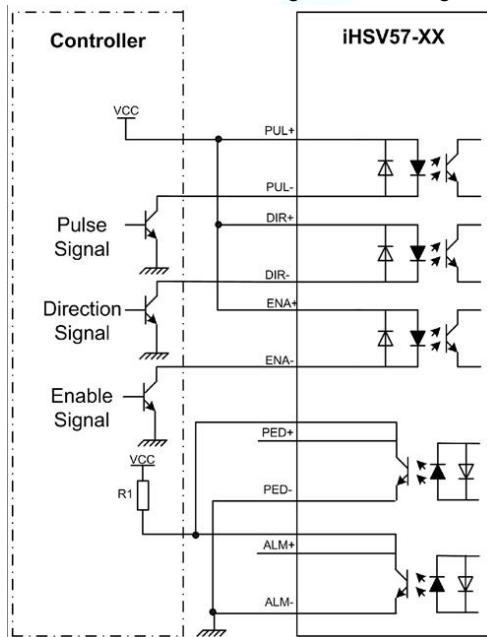 Controller
iHSV57-XX
VCC
PUL+
PUL-
Pulse
Signal
DIR+
DIR-
Direction
Signal
ENA+
ENA-
Enable
Signal
PED+
VCC
R1
PED-
ALM+
ALM-